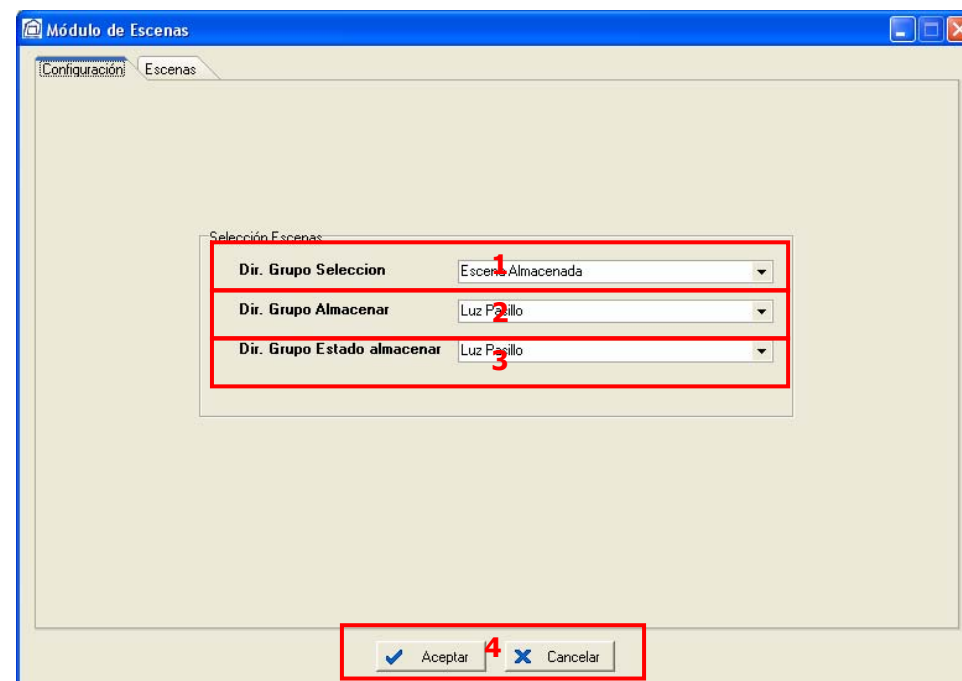 Módulo de Escenas
Configuración Escenas
Selección Escenas
1
Dir. Grupo Seleccion Escena Almacenada
2
Dir. Grupo Almacenar Luz Pasillo
3
Dir. Grupo Estado almacenar Luz Pasillo
4
Aceptar Cancelar